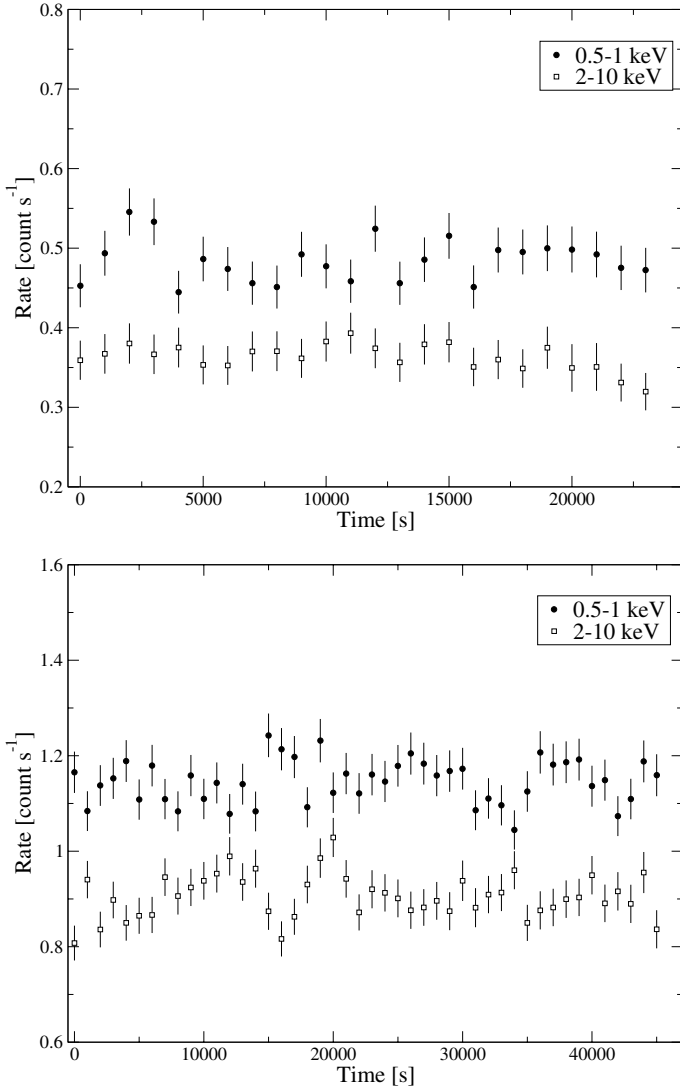 0.8
0.5-1 keV
2-10 keV
0.7
0.6
Rate [count s⁻¹]
0.5
0.4
0.3
0.2
0 5000 10000 15000 20000
Time [s]
1.6
0.5-1 keV
2-10 keV
1.4
1.2
Rate [count s⁻¹]
1
0.8
0.6
0 10000 20000 30000 40000
Time [s]